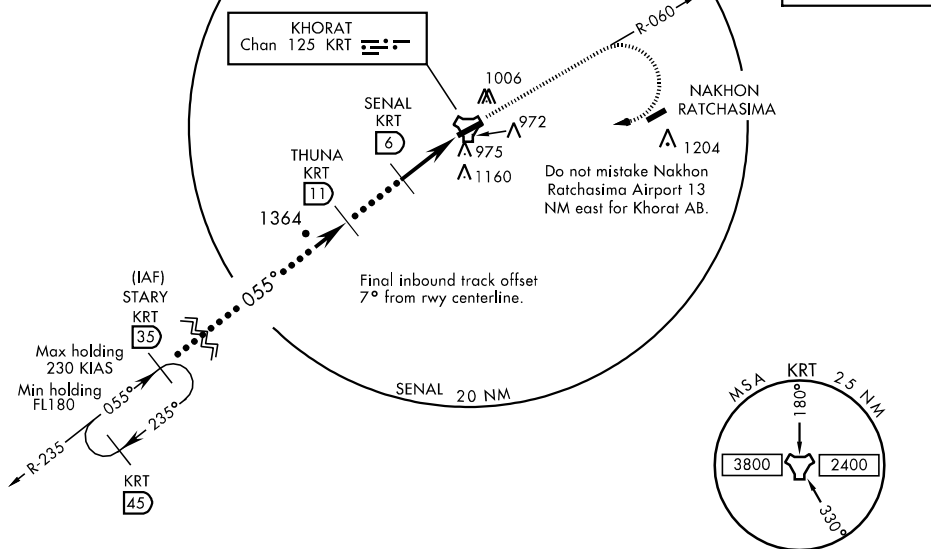 KHORAT
Chan 125 KRT
R-060
1006
NAKHON
RATCHASIMA
SENAL
KRT
6
972
975
1160
1204
THUNA
KRT
11
Do not mistake Nakhon
Ratchasima Airport 13
NM east for Khorat AB.
1364
055°
Final inbound track offset
7° from rwy centerline.
(IAF)
STARY
KRT
35
Max holding
230 KIAS
Min holding
FL180
055°
235°
R-235
KRT
45
SENAL 20 NM
MSA KRT 25 NM
180°
3800
2400
330°